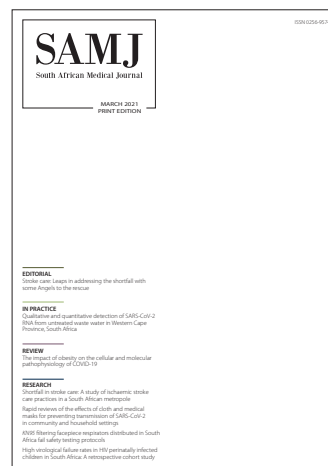 ISSN 0256-957
SAMJ
South African Medical Journal
MARCH 2021
PRINT EDITION
EDITORIAL
Stroke care: Leaps in addressing the shortfall with
some Angels to the rescue
IN PRACTICE
Qualitative and quantitative detection of SARS-CoV-2
RNA from untreated waste water in Western Cape
Province, South Africa
REVIEW
The impact of obesity on the cellular and molecular
pathophysiology of COVID-19
RESEARCH
Shortfall in stroke care: A study of ischaemic stroke
care practices in a South African metropole
Rapid reviews of the effects of cloth and medical
masks for preventing transmission of SARS-CoV-2
in community and household settings
KN95 filtering facepiece respirators distributed in South
Africa fail safety testing protocols
High virological failure rates in HIV perinatally infected
children in South Africa: A retrospective cohort study